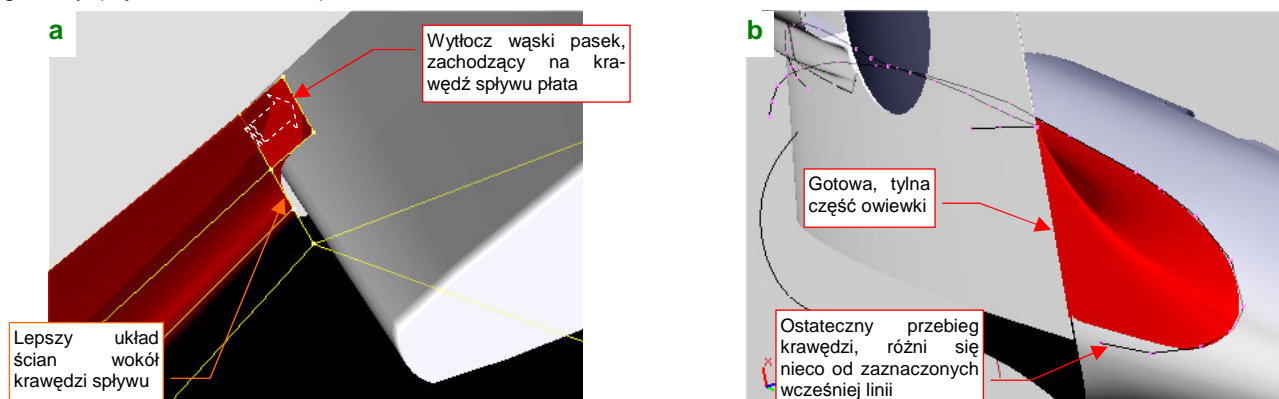 a
Wytłocz wąski pasek,
zachodzący na kra-
wędź spływu płata
Lepszy układ
ścian wokół
krawędzi spływu
b
Gotowa, tylna
część owiewki
Ostateczny przebieg
krawędzi, różni się
nieco od zaznaczonych
wcześniej linii
x